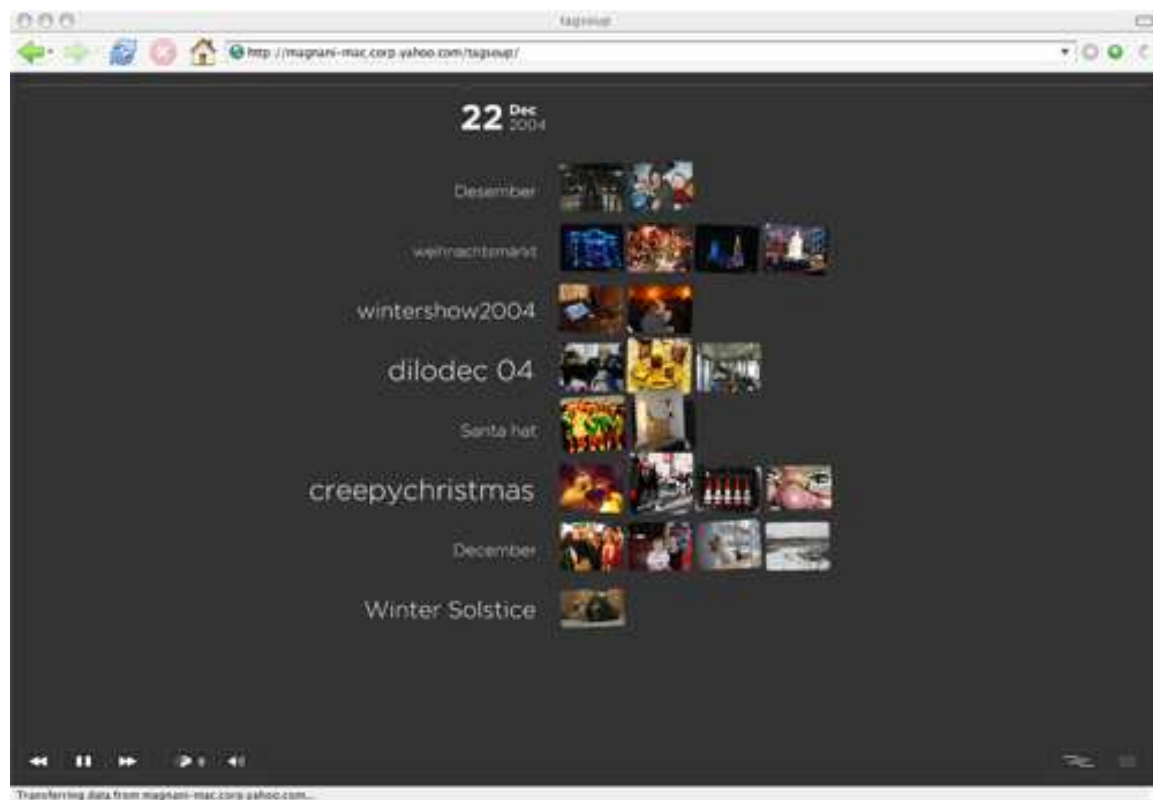 tagsoup
http://magnani-mac.corp.yahoo.com/tagsoup/
22 Dec 2004
Desember
weihnachtsmarkt
wintershow2004
dilodec 04
Santa hat
creepychristmas
December
Winter Solstice
Transferring data from magnani-mac.corp.yahoo.com...